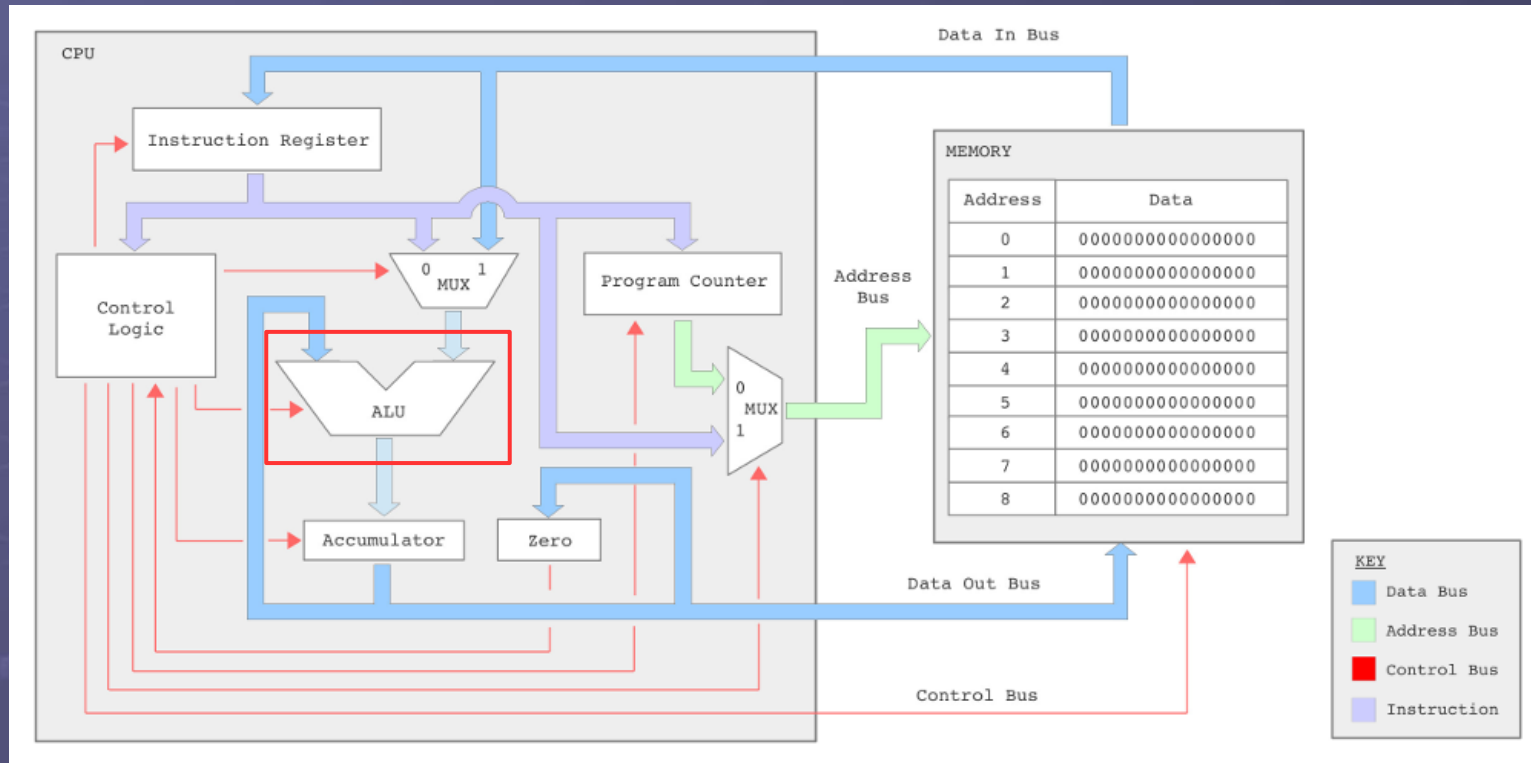 Data In Bus
CPU
Instruction Register
MEMORY
Address Data
0 0000000000000000
1 0000000000000000
2 0000000000000000
3 0000000000000000
4 0000000000000000
5 0000000000000000
6 0000000000000000
7 0000000000000000
8 0000000000000000
Control
Logic
0 1
MUX
Program Counter
Address
Bus
ALU
0
MUX
1
Accumulator
Zero
Data Out Bus
Control Bus
KEY
Data Bus
Address Bus
Control Bus
Instruction